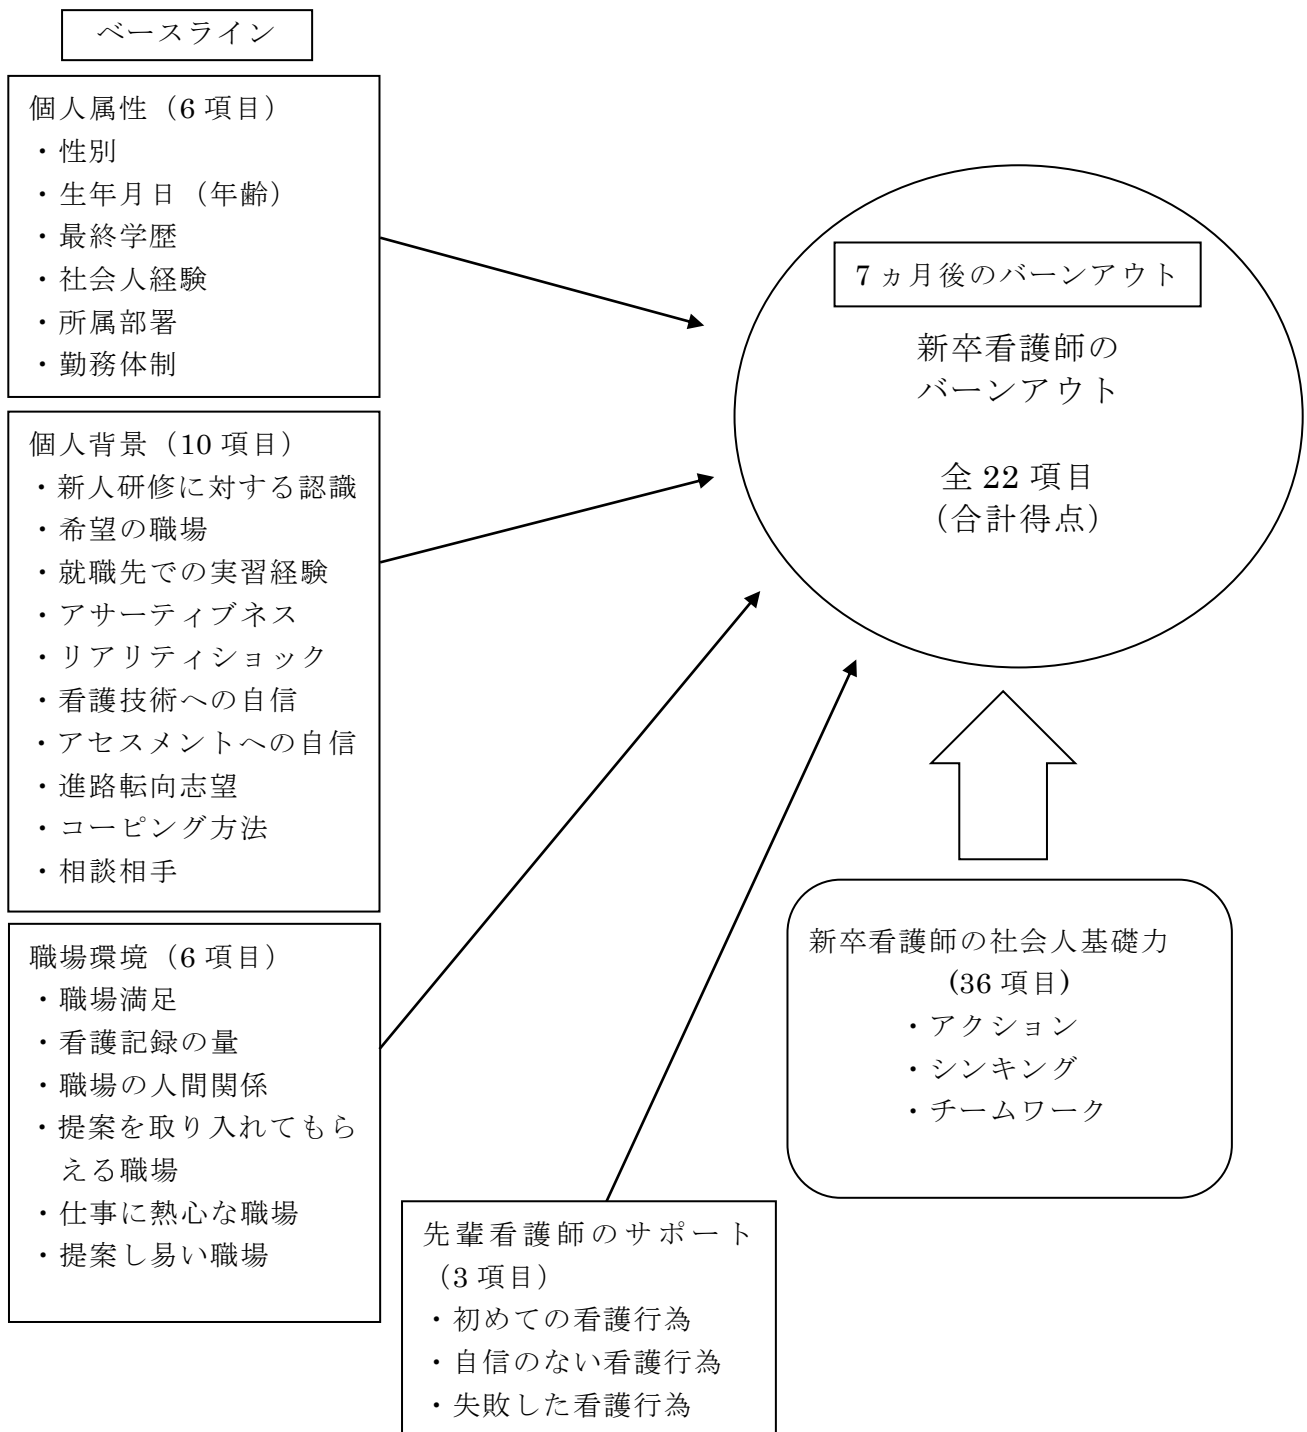 ベースライン
個人属性（6 項目）
・性別
・生年月日（年齢）
・最終学歴
・社会人経験
・所属部署
・勤務体制
個人背景（10 項目）
・新人研修に対する認識
・希望の職場
・就職先での実習経験
・アサーティブネス
・リアリティショック
・看護技術への自信
・アセスメントへの自信
・進路転向志望
・コーピング方法
・相談相手
職場環境（6 項目）
・職場満足
・看護記録の量
・職場の人間関係
・提案を取り入れてもら
える職場
・仕事に熱心な職場
・提案し易い職場
先輩看護師のサポート
（3 項目）
・初めての看護行為
・自信のない看護行為
・失敗した看護行為
7 ヵ月後のバーンアウト
新卒看護師の
バーンアウト
全 22 項目
（合計得点）
新卒看護師の社会人基礎力
(36 項目)
・アクション
・シンキング
・チームワーク